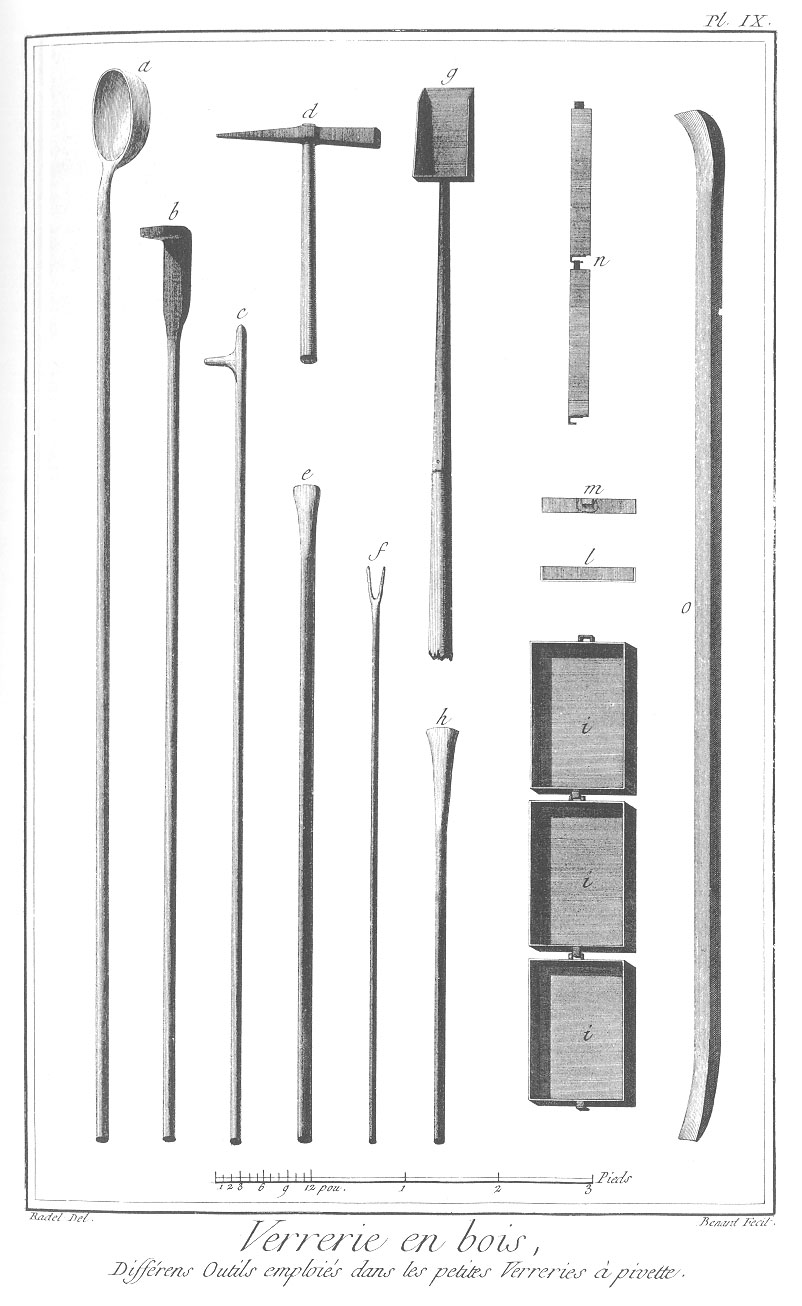 Pl. IX.
a
g
d
b
n
c
e
m
f
l
o
h
i
i
i
1 2 3 6 9 12 pou. 1 2 3 Pieds
Radel Del. Benard Fecit.
Verrerie en bois,
Différens Outils emploiés dans les petites Verreries à pivette.